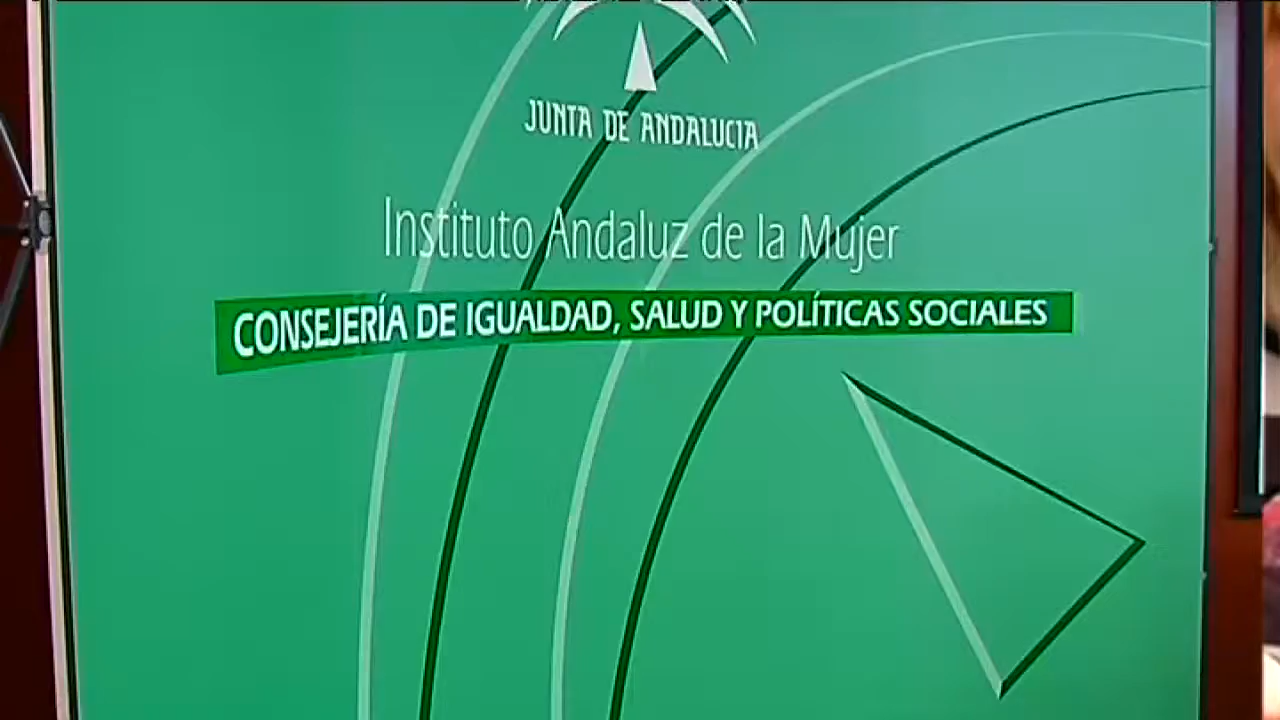 JUNTA DE ANDALUCIA
Instituto Andaluz de la Mujer
CONSEJERÍA DE IGUALDAD, SALUD Y POLÍTICAS SOCIALES